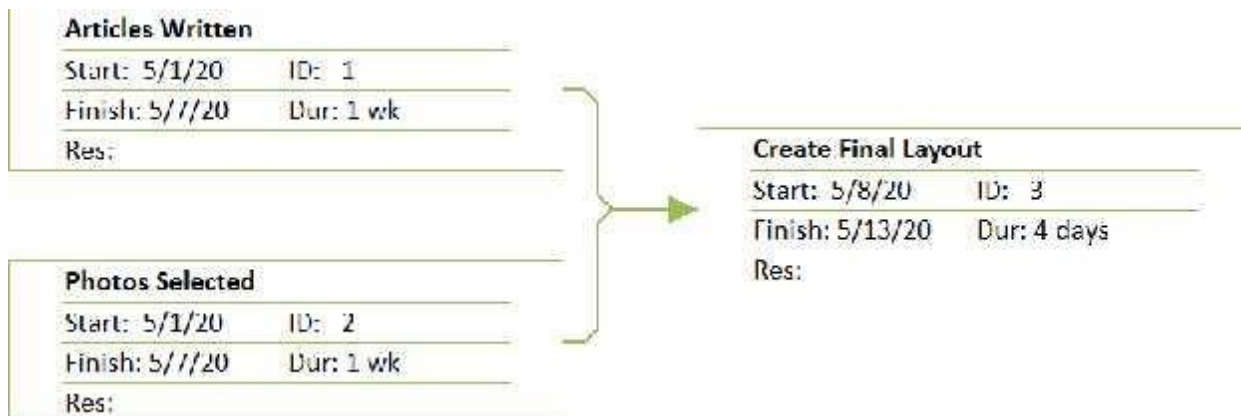 Articles Written
Start: 5/1/20 ID: 1
Finish: 5/7/20 Dur: 1 wk
Res:
Create Final Layout
Start: 5/8/20 ID: 3
Finish: 5/13/20 Dur: 4 days
Res:
Photos Selected
Start: 5/1/20 ID: 2
Finish: 5/7/20 Dur: 1 wk
Res: